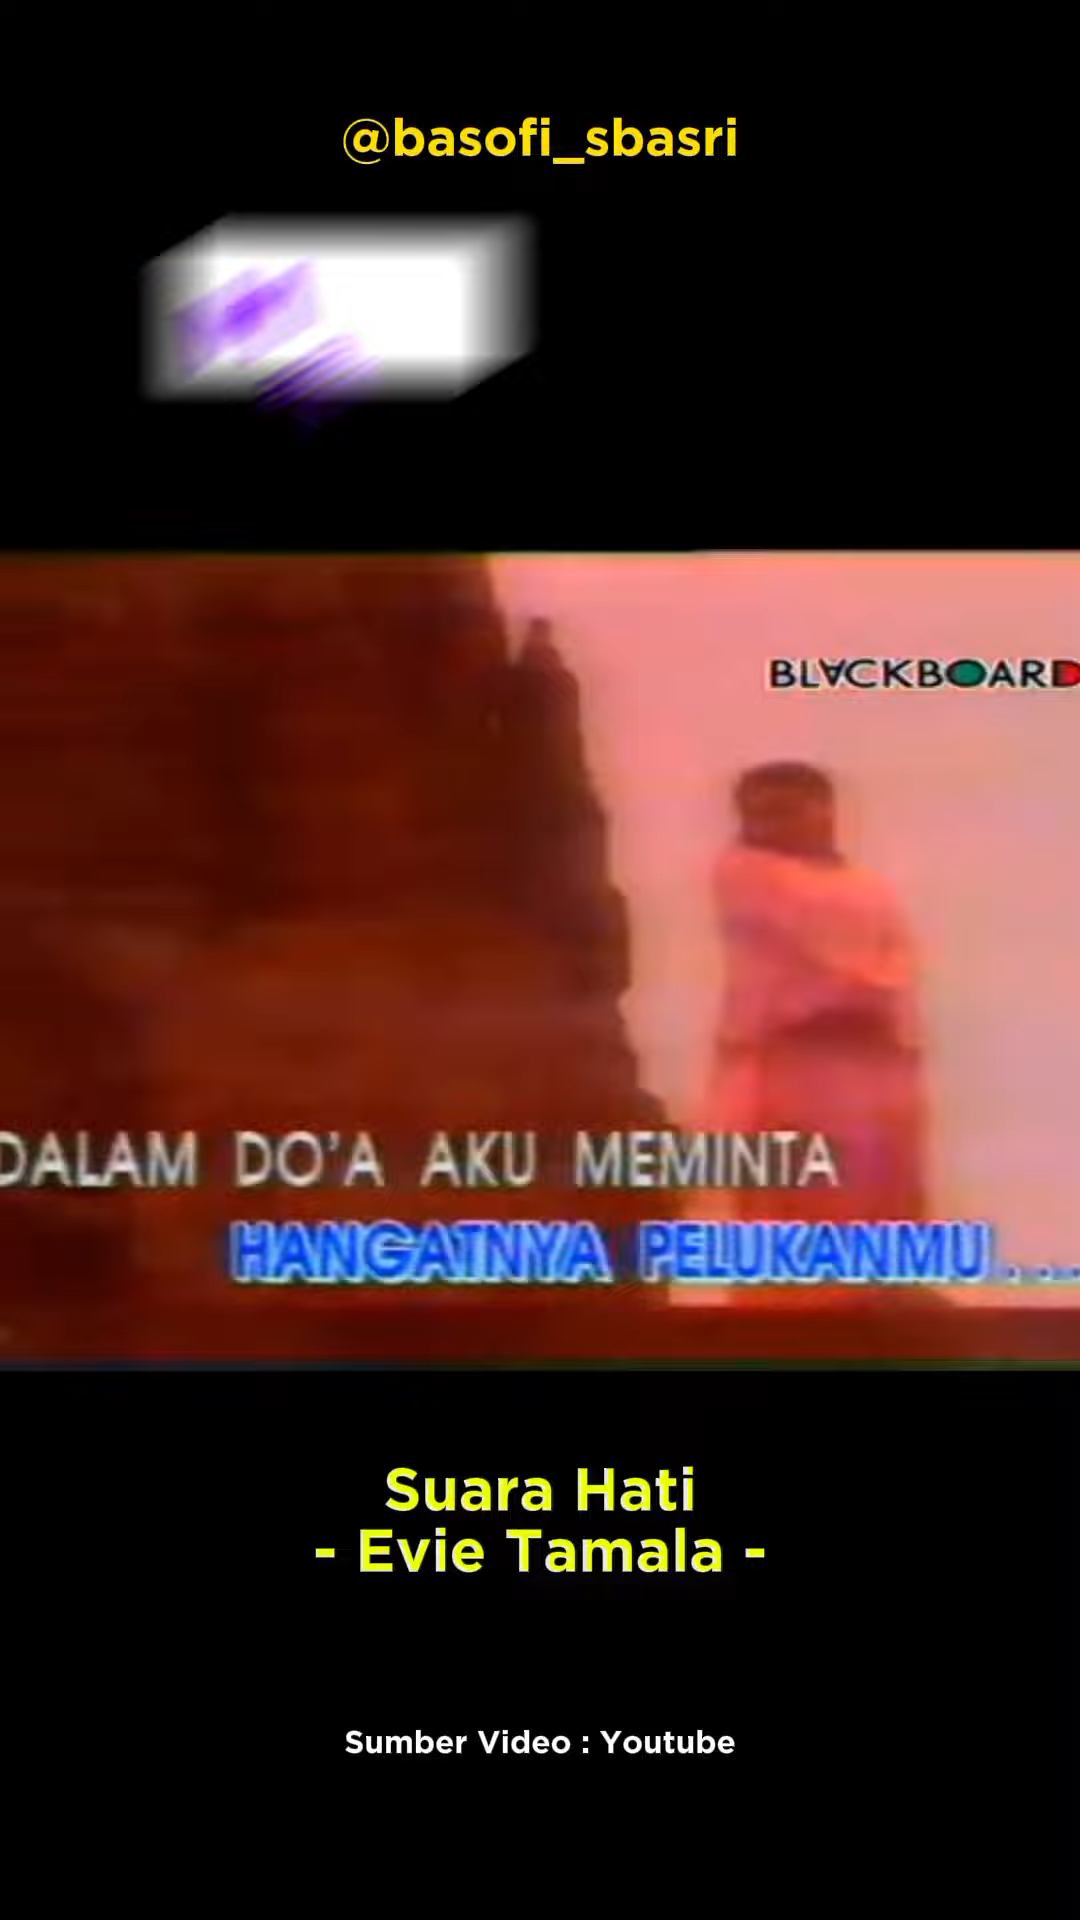 @basofi_sbasri
BLACKBOARD
DALAM DO'A AKU MEMINTA
HANGATNYA PELUKANMU....
Suara Hati
- Evie Tamala -
Sumber Video : Youtube